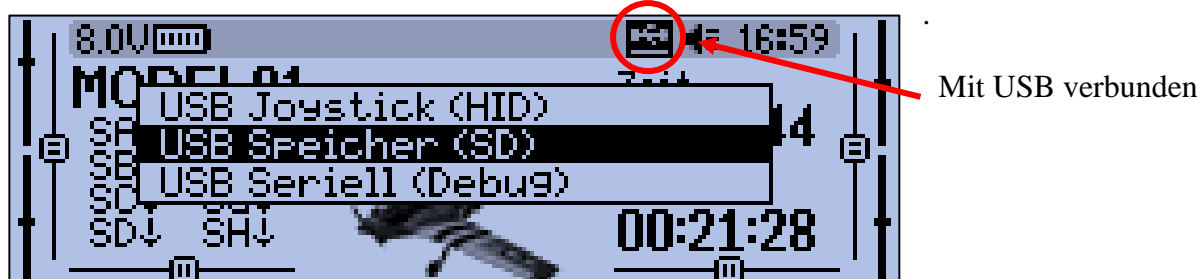 .
8.0V 16:59
Mit USB verbunden
USB Joystick (HID)
USB Speicher (SD)
USB Seriell (Debug)
SD↓ SH↓
00:21:28